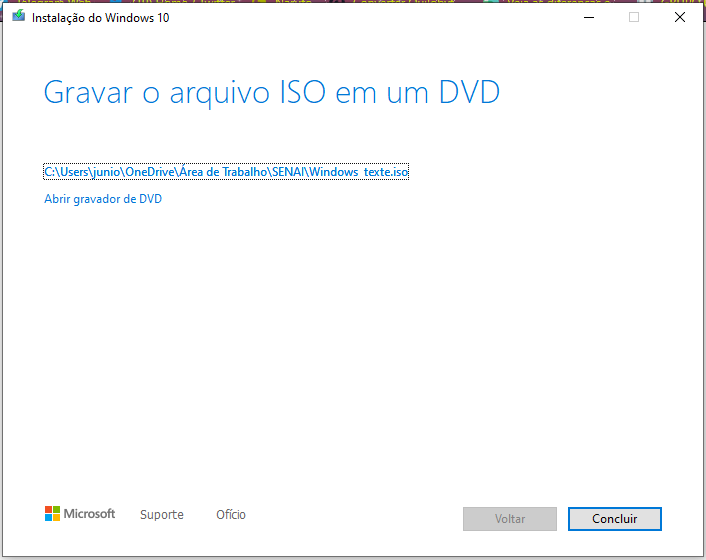 Instalação do Windows 10
Gravar o arquivo ISO em um DVD
C:\Users\junio\OneDrive\Área de Trabalho\SENAI\Windows texte.iso
Abrir gravador de DVD
Microsoft Suporte Ofício Voltar Concluir